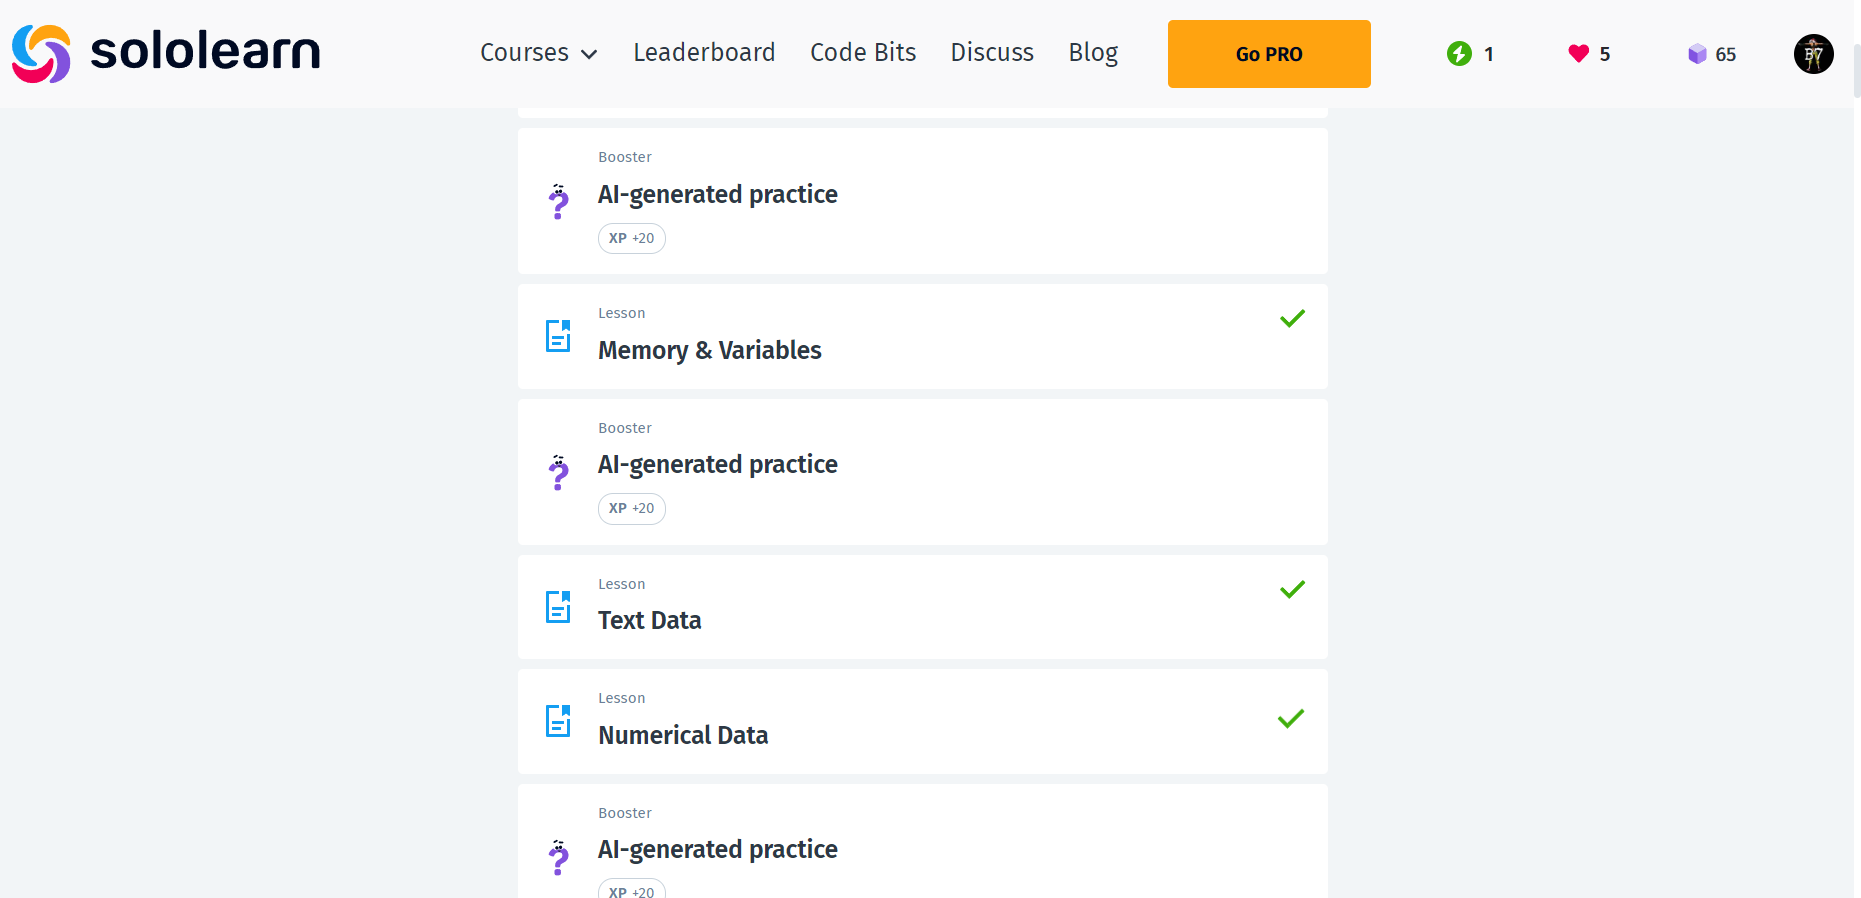 sololearn Courses Leaderboard Code Bits Discuss Blog Go PRO 1 5 65 B7
Booster
AI-generated practice
XP +20
Lesson
Memory & Variables
Booster
AI-generated practice
XP +20
Lesson
Text Data
Lesson
Numerical Data
Booster
AI-generated practice
XP +20